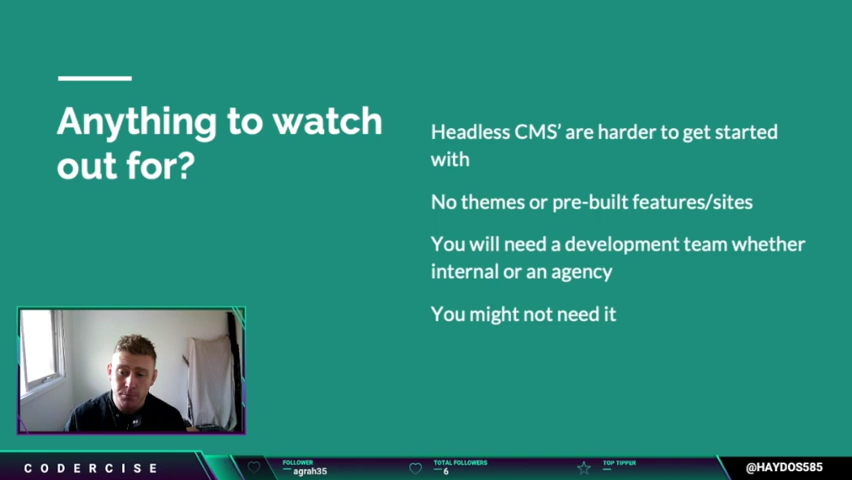 Anything to watch
out for?
Headless CMS’ are harder to get started
with
No themes or pre-built features/sites
You will need a development team whether
internal or an agency
You might not need it
CODERCISE
FOLLOWER
agrah35
TOTAL FOLLOWERS
6
TOP TIPPER
@HAYDOS585